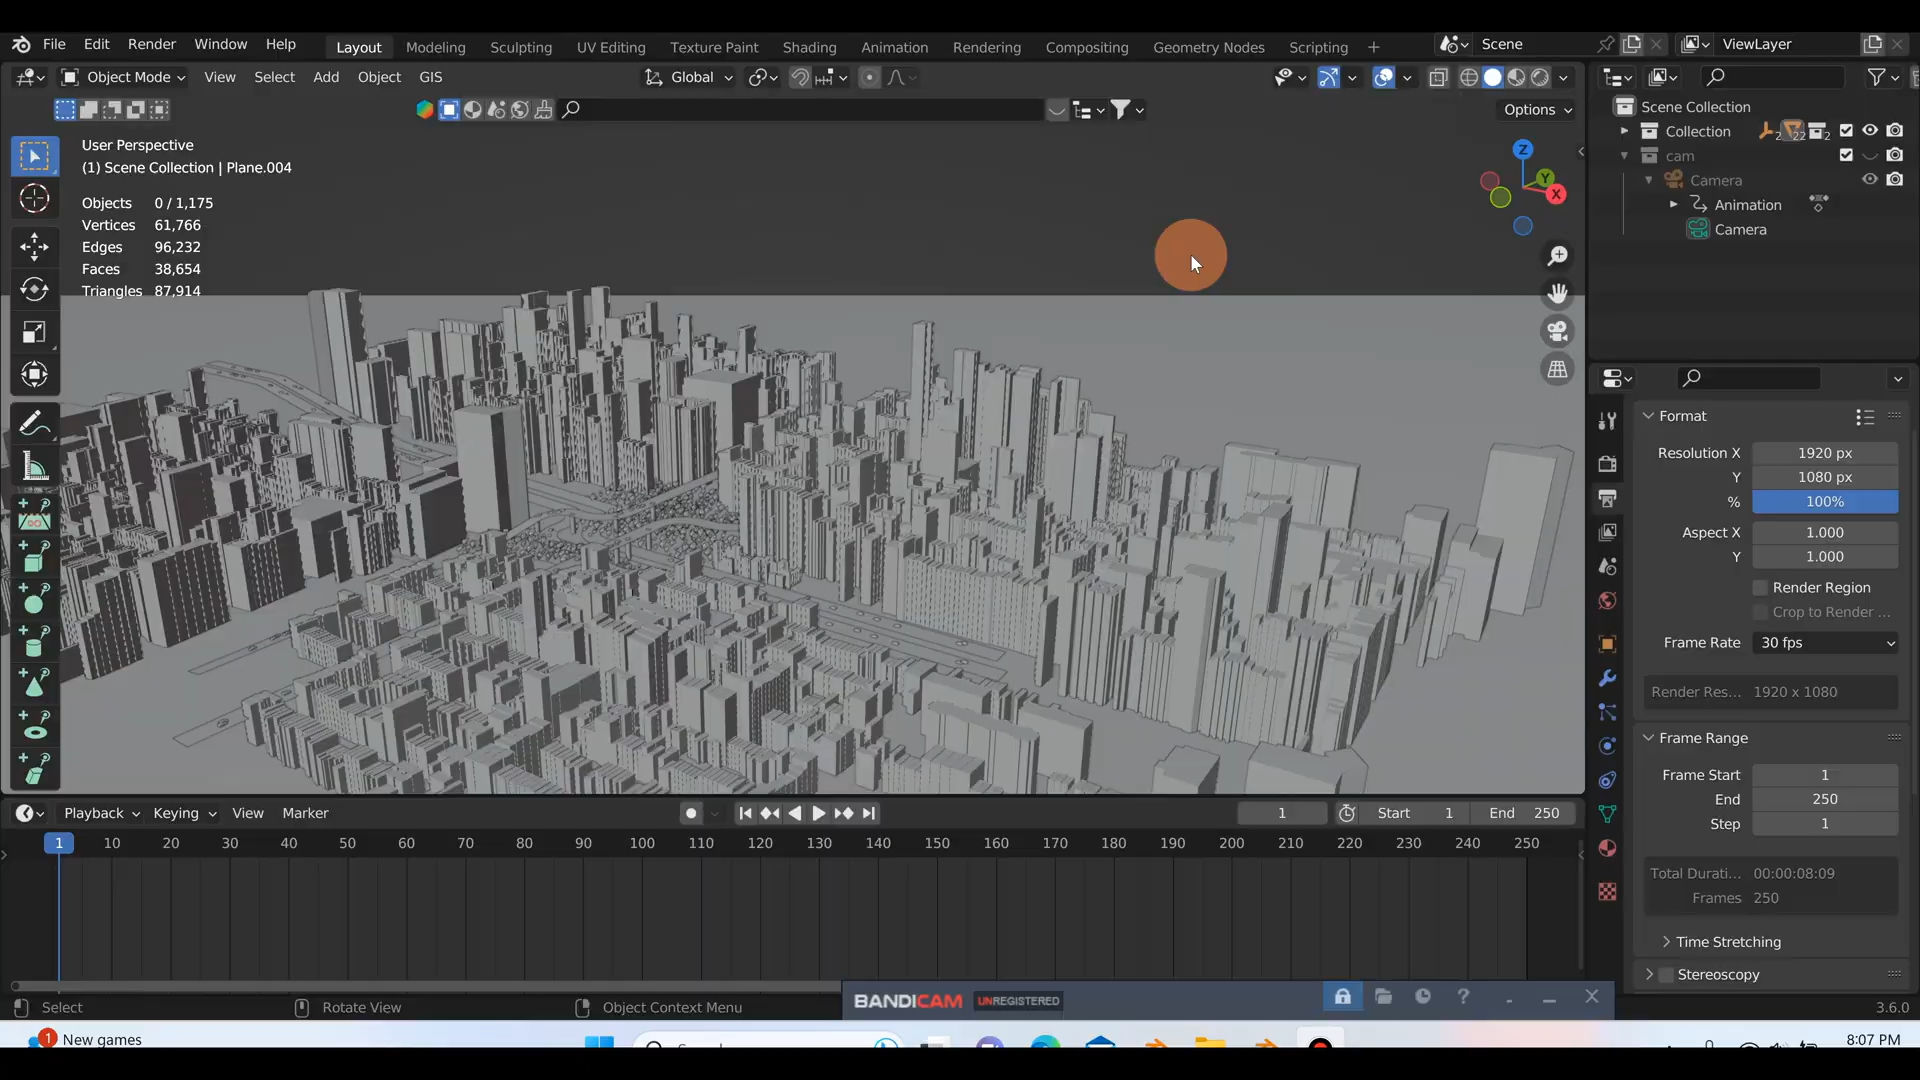 File Edit Render Window Help Layout Modeling Sculpting UV Editing Texture Paint Shading Animation Rendering Compositing Geometry Nodes Scripting + Scene ViewLayer
Object Mode View Select Add Object GIS Global
Options
User Perspective
(1) Scene Collection | Plane.004
Objects 0 / 1,175
Vertices 61,766
Edges 96,232
Faces 38,654
Triangles 87,914
Z
Y
X
Scene Collection
Collection 2 22 2
cam
Camera
Animation
Camera
Format
Resolution X 1920 px
Y 1080 px
% 100%
Aspect X 1.000
Y 1.000
Render Region
Crop to Render ...
Frame Rate 30 fps
Render Res... 1920 x 1080
Frame Range
Frame Start 1
End 250
Step 1
Total Durati... 00:00:08:09
Frames 250
Time Stretching
Stereoscopy
Playback Keying View Marker 1 Start 1 End 250
1 10 20 30 40 50 60 70 80 90 100 110 120 130 140 150 160 170 180 190 200 210 220 230 240 250
Select Rotate View Object Context Menu 3.6.0
BANDICAM UNREGISTERED ?
1 New games
8:07 PM